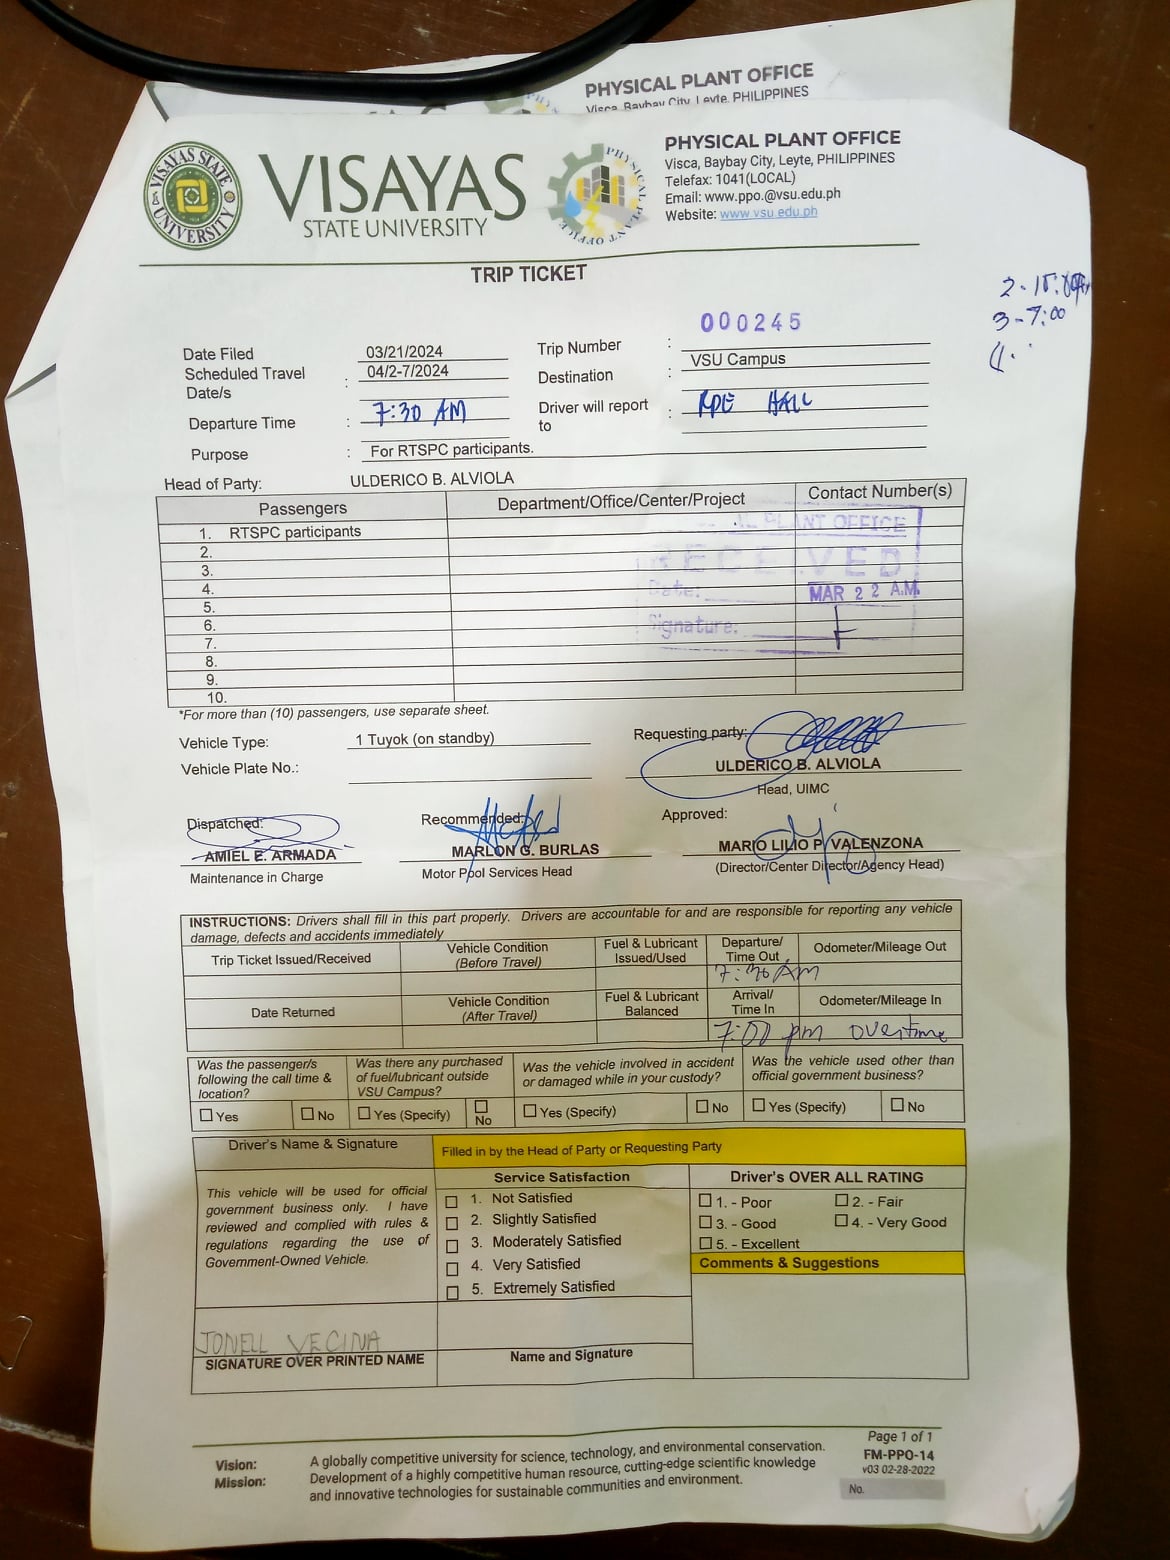 PHYSICAL PLANT OFFICE
Visca, Baybay City, Leyte, PHILIPPINES
VISAYAS STATE UNIVERSITY
VISAYAS
STATE UNIVERSITY
PHYSICAL PLANT OFFICE
PHYSICAL PLANT OFFICE
Visca, Baybay City, Leyte, PHILIPPINES
Telefax: 1041(LOCAL)
Email: www.ppo.@vsu.edu.ph
Website: www.vsu.edu.ph
TRIP TICKET
3-7:00
000245
Date Filed 03/21/2024 Trip Number :
Scheduled Travel Date/s : 04/2-7/2024 Destination : VSU Campus
Departure Time : 7:30 AM Driver will report to : HALL
Purpose : For RTSPC participants.
Head of Party: ULDERICO B. ALVIOLA
Passengers Department/Office/Center/Project Contact Number(s)
1. RTSPC participants
2.
3.
4.
5.
6.
7.
8.
9.
10.
PLANT OFFICE
RECEIVED
Date: MAR 22 A.M.
Signature:
*For more than (10) passengers, use separate sheet.
Vehicle Type: 1 Tuyok (on standby) Requesting party:
Vehicle Plate No.: ULDERICO B. ALVIOLA
Head, UIMC
Dispatched: Recommended: Approved:
AMIEL E. ARMADA MARLON G. BURLAS MARIO LILIO P. VALENZONA
Maintenance in Charge Motor Pool Services Head (Director/Center Director/Agency Head)
INSTRUCTIONS: Drivers shall fill in this part properly. Drivers are accountable for and are responsible for reporting any vehicle
damage, defects and accidents immediately
Trip Ticket Issued/Received Vehicle Condition (Before Travel) Fuel & Lubricant Issued/Used Departure/ Time Out Odometer/Mileage Out
7:30 AM
Date Returned Vehicle Condition (After Travel) Fuel & Lubricant Balanced Arrival/ Time In Odometer/Mileage In
7:00 pm overtime
Was the passenger/s following the call time & location? Was there any purchased of fuel/lubricant outside VSU Campus? Was the vehicle involved in accident or damaged while in your custody? Was the vehicle used other than official government business?
☐ Yes ☐ No ☐ Yes (Specify) ☐ No ☐ Yes (Specify) ☐ No ☐ Yes (Specify) ☐ No
Driver's Name & Signature Filled in by the Head of Party or Requesting Party
This vehicle will be used for official
government business only. I have
reviewed and complied with rules &
regulations regarding the use of
Government-Owned Vehicle.
JONELL VECINA
SIGNATURE OVER PRINTED NAME
Service Satisfaction
☐ 1. Not Satisfied
☐ 2. Slightly Satisfied
☐ 3. Moderately Satisfied
☐ 4. Very Satisfied
☐ 5. Extremely Satisfied
Name and Signature
Driver's OVER ALL RATING
☐ 1. - Poor ☐ 2. - Fair
☐ 3. - Good ☐ 4. - Very Good
☐ 5. - Excellent
Comments & Suggestions
Vision: A globally competitive university for science, technology, and environmental conservation.
Mission: Development of a highly competitive human resource, cutting-edge scientific knowledge
and innovative technologies for sustainable communities and environment.
Page 1 of 1
FM-PPO-14
v03 02-28-2022
No.